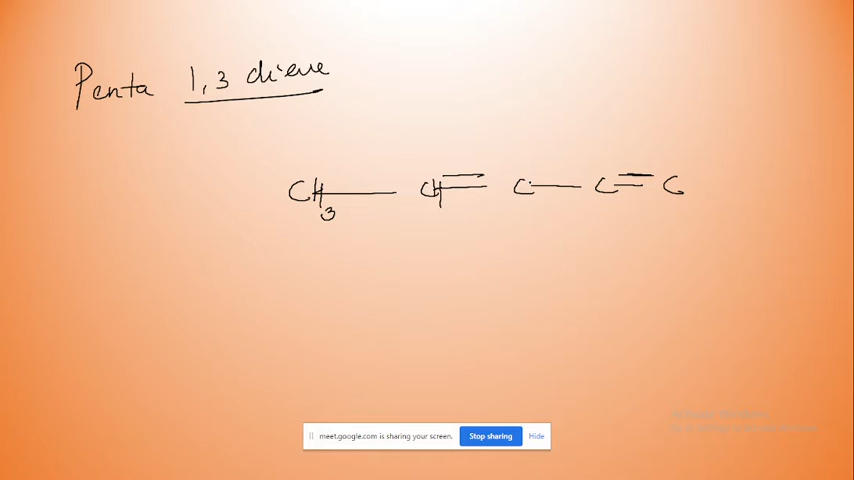 Penta 1,3 diene
CH3 — CH = C — C = C
meet.google.com is sharing your screen. Stop sharing Hide